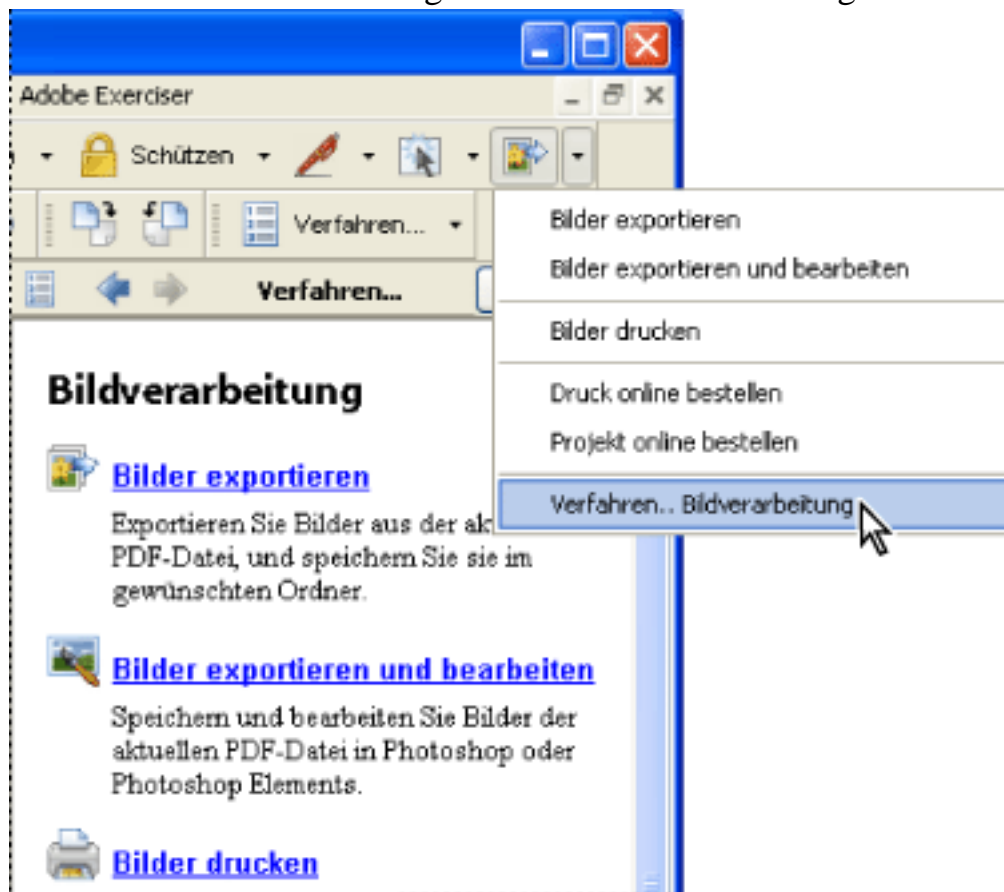 Adobe Exerciser
Schützen
Verfahren...
Verfahren...
Bilder exportieren
Bilder exportieren und bearbeiten
Bilder drucken
Druck online bestellen
Projekt online bestellen
Verfahren.. Bildverarbeitung
Bildverarbeitung
Bilder exportieren
Exportieren Sie Bilder aus der ak
PDF-Datei, und speichern Sie sie im
gewünschten Ordner.
Bilder exportieren und bearbeiten
Speichern und bearbeiten Sie Bilder der
aktuellen PDF-Datei in Photoshop oder
Photoshop Elements.
Bilder drucken